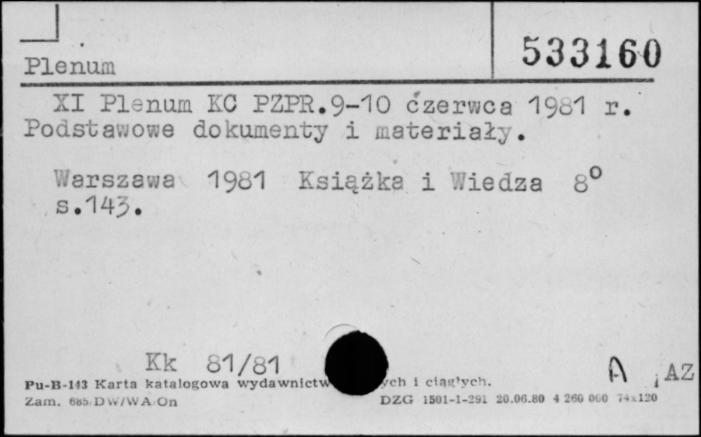 533160
Plenum
XI Plenum KC PZPR.9-10 czerwca 1981 r.
Podstawowe dokumenty i materiały.
Warszawa 1981 Książka i Wiedza 8°
s.143.
Kk 81/81
A AZ
Pu-B-143 Karta katalogowa wydawnictw i ciągłych.
Zam. 685 DW/WA/On DZG 1501-1-291 20.06.80 4 260 000 74x120